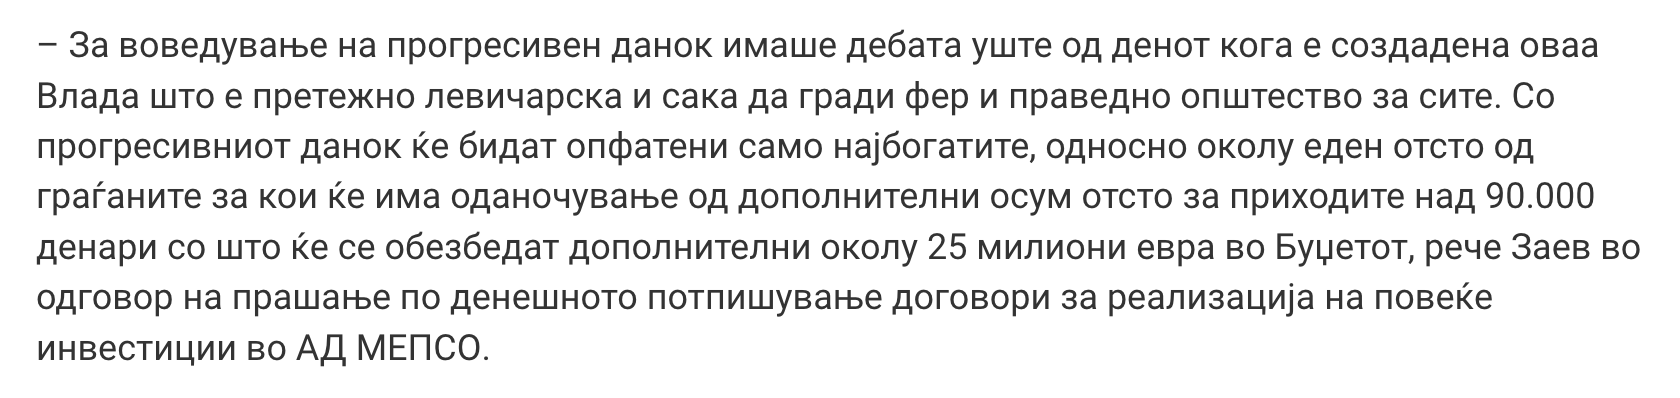 – За воведување на прогресивен данок имаше дебата уште од денот кога е создадена оваа
Влада што е претежно левичарска и сака да гради фер и праведно општество за сите. Со
прогресивниот данок ќе бидат опфатени само најбогатите, односно околу еден отсто од
граѓаните за кои ќе има оданочување од дополнителни осум отсто за приходите над 90.000
денари со што ќе се обезбедат дополнителни околу 25 милиони евра во Буџетот, рече Заев во
одговор на прашање по денешното потпишување договори за реализација на повеќе
инвестиции во АД МЕПСО.